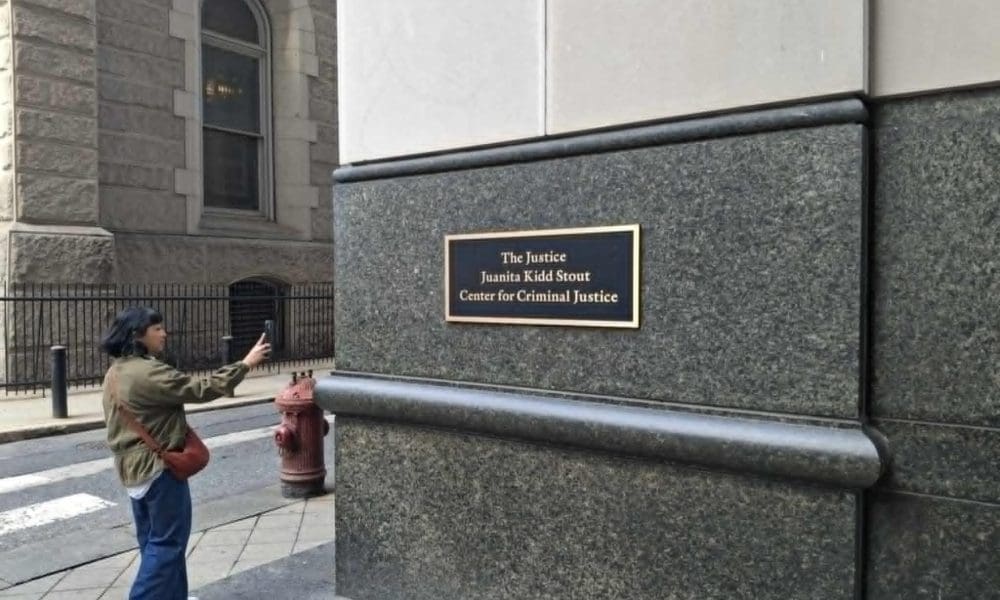 The Justice
Juanita Kidd Stout
Center for Criminal Justice